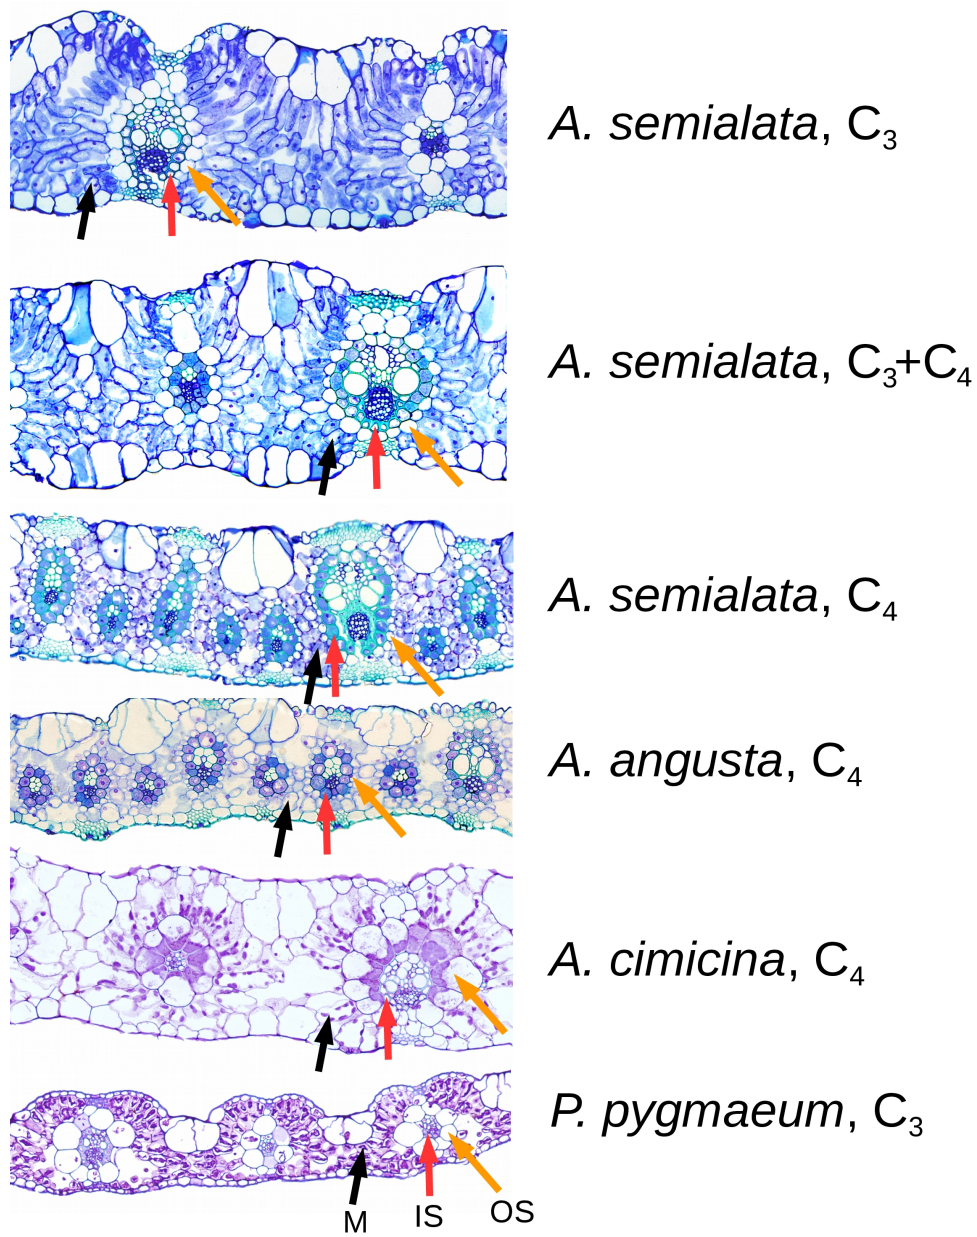 A. semialata, C₃
A. semialata, C₃+C₄
A. semialata, C₄
A. angusta, C₄
A. cimicina, C₄
P. pygmaeum, C₃
M IS OS